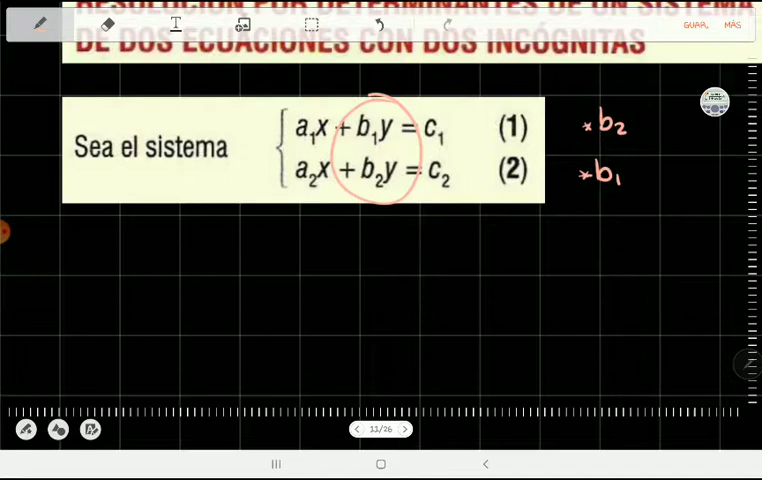 GUAR. MÁS
RESOLUCIÓN POR DETERMINANTES DE UN SISTEMA
DE DOS ECUACIONES CON DOS INCÓGNITAS
Sea el sistema
a₁x + b₁y = c₁ (1) * b₂
a₂x + b₂y = c₂ (2) * b₁
11/26